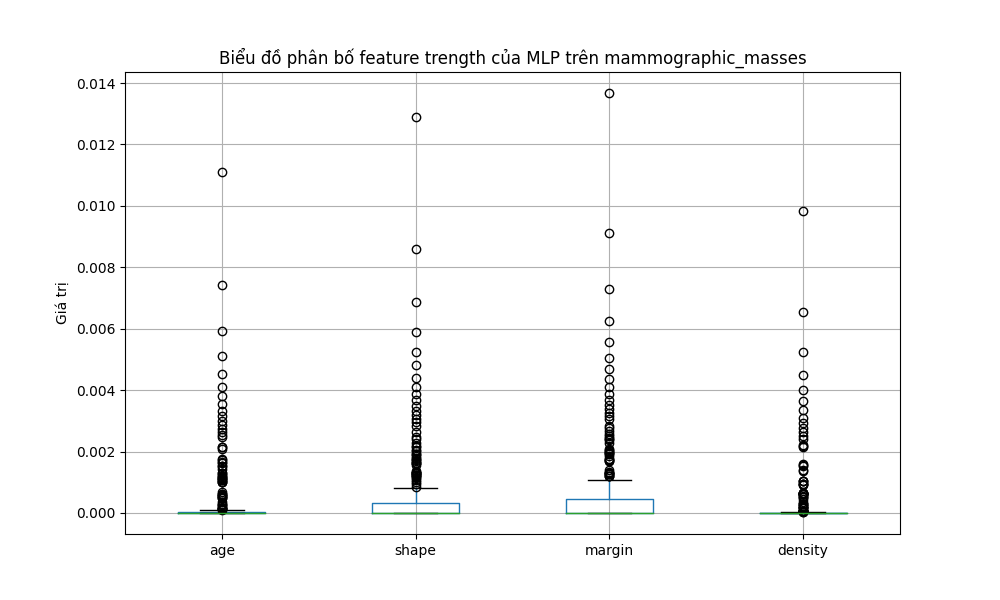 Biểu đồ phân bố feature trength của MLP trên mammographic_masses
0.014
0.012
0.010
0.008
0.006
0.004
0.002
0.000
Giá trị
age shape margin density